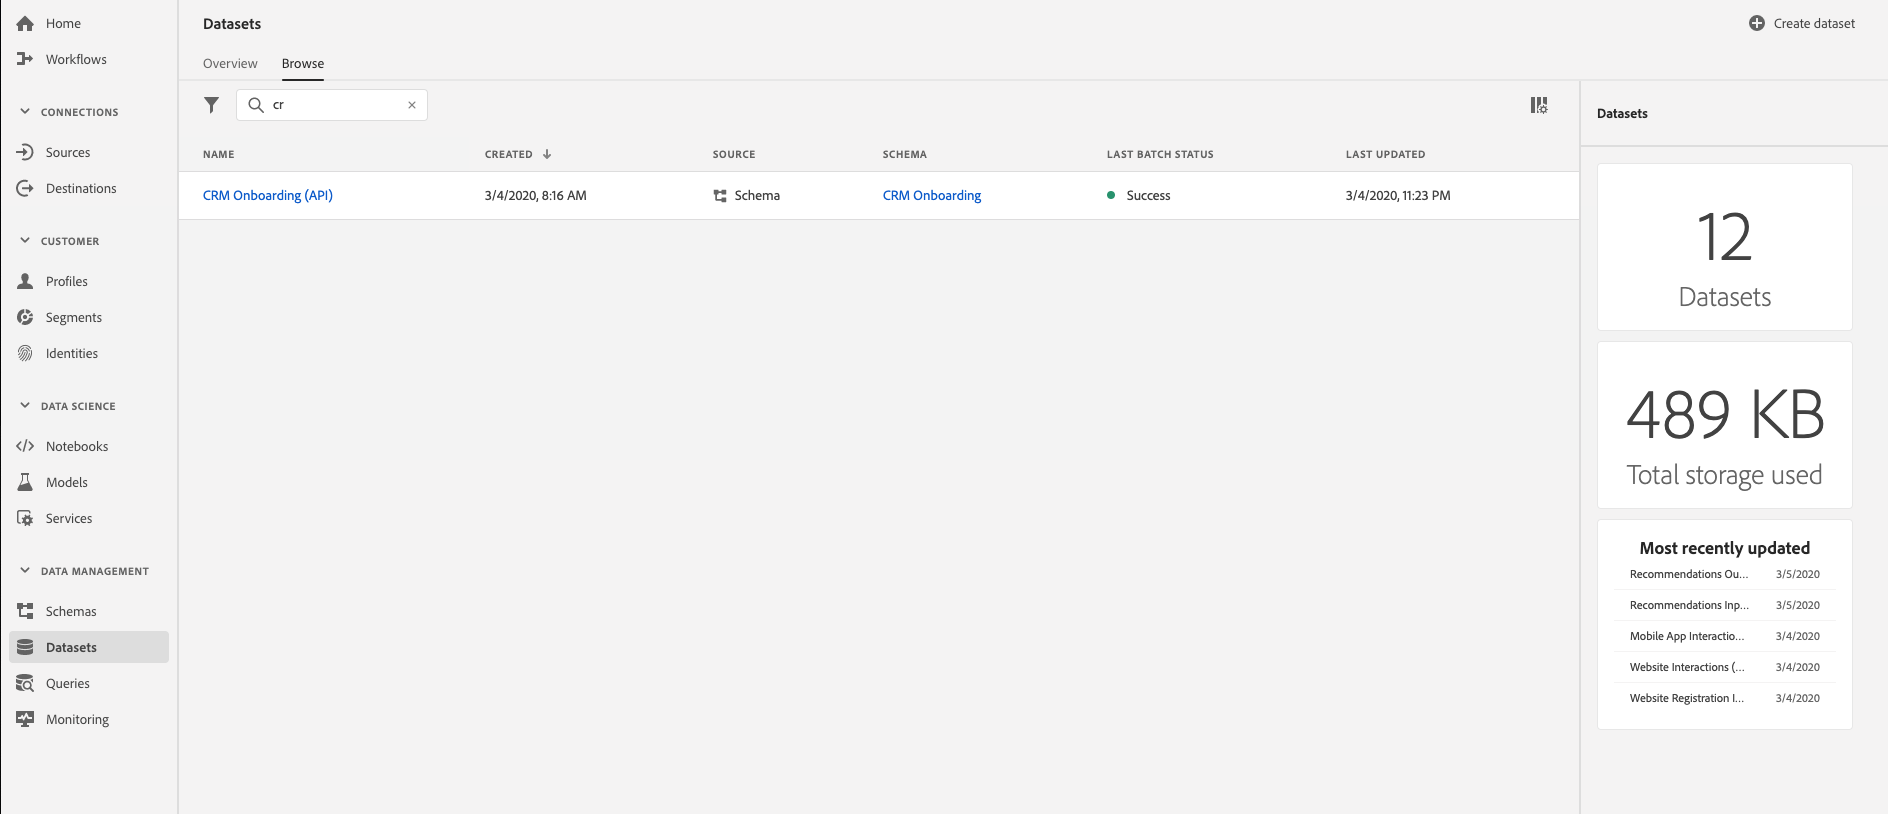 Home
Workflows
CONNECTIONS
Sources
Destinations
CUSTOMER
Profiles
Segments
Identities
DATA SCIENCE
Notebooks
Models
Services
DATA MANAGEMENT
Schemas
Datasets
Queries
Monitoring
Datasets
Create dataset
Overview Browse
cr
NAME CREATED SOURCE SCHEMA LAST BATCH STATUS LAST UPDATED
CRM Onboarding (API) 3/4/2020, 8:16 AM Schema CRM Onboarding Success 3/4/2020, 11:23 PM
Datasets
12
Datasets
489 KB
Total storage used
Most recently updated
Recommendations Ou... 3/5/2020
Recommendations Inp... 3/5/2020
Mobile App Interactio... 3/4/2020
Website Interactions (... 3/4/2020
Website Registration I... 3/4/2020